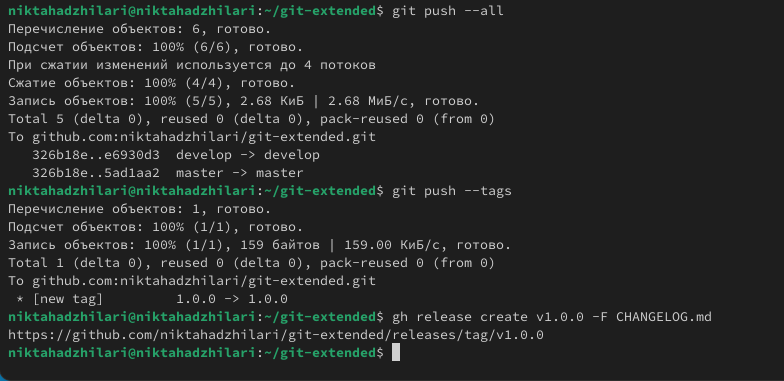 niktahadzhilari@niktahadzhilari:~/git-extended$ git push --all
Перечисление объектов: 6, готово.
Подсчет объектов: 100% (6/6), готово.
При сжатии изменений используется до 4 потоков
Сжатие объектов: 100% (4/4), готово.
Запись объектов: 100% (5/5), 2.68 КиБ | 2.68 МиБ/с, готово.
Total 5 (delta 0), reused 0 (delta 0), pack-reused 0 (from 0)
To github.com:niktahadzhilari/git-extended.git
   326b18e..e6930d3  develop -> develop
   326b18e..5ad1aa2  master -> master
niktahadzhilari@niktahadzhilari:~/git-extended$ git push --tags
Перечисление объектов: 1, готово.
Подсчет объектов: 100% (1/1), готово.
Запись объектов: 100% (1/1), 159 байтов | 159.00 КиБ/с, готово.
Total 1 (delta 0), reused 0 (delta 0), pack-reused 0 (from 0)
To github.com:niktahadzhilari/git-extended.git
 * [new tag]         1.0.0 -> 1.0.0
niktahadzhilari@niktahadzhilari:~/git-extended$ gh release create v1.0.0 -F CHANGELOG.md
https://github.com/niktahadzhilari/git-extended/releases/tag/v1.0.0
niktahadzhilari@niktahadzhilari:~/git-extended$